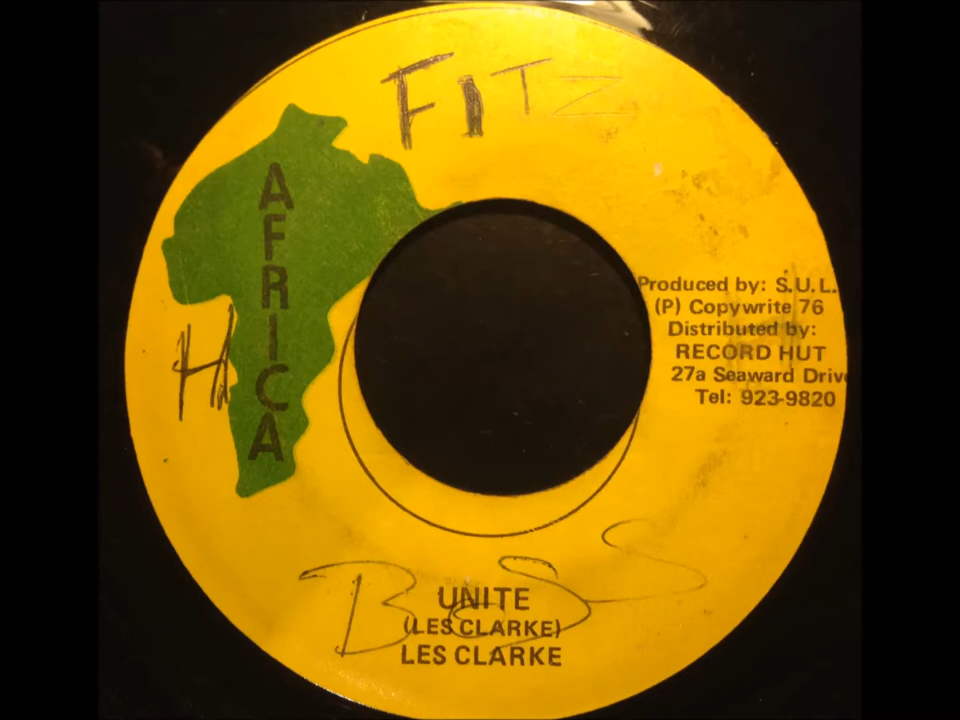 FITZ
AFRICA
H
Produced by: S.U.L.
(P) Copywrite 76
Distributed by:
RECORD HUT
27a Seaward Drive
Tel: 923-9820
UNITE
(LES CLARKE)
LES CLARKE